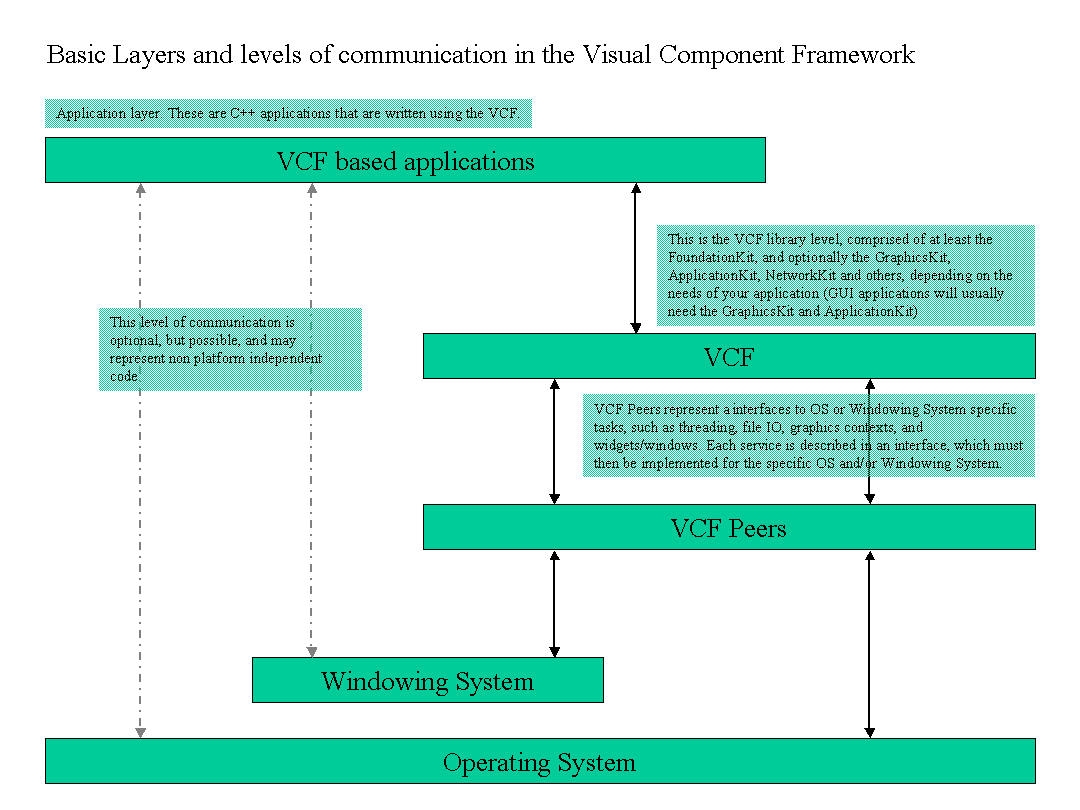 Basic Layers and levels of communication in the Visual Component Framework
Application layer. These are C++ applications that are written using the VCF.
VCF based applications
This is the VCF library level, comprised of at least the
FoundationKit, and optionally the GraphicsKit,
ApplicationKit, NetworkKit and others, depending on the
needs of your application (GUI applications will usually
need the GraphicsKit and ApplicationKit)
This level of communication is
optional, but possible, and may
represent non platform independent
code
VCF
VCF Peers represent a interfaces to OS or Windowing System specific
tasks, such as threading, file IO, graphics contexts, and
widgets/windows. Each service is described in an interface, which must
then be implemented for the specific OS and/or Windowing System.
VCF Peers
Windowing System
Operating System